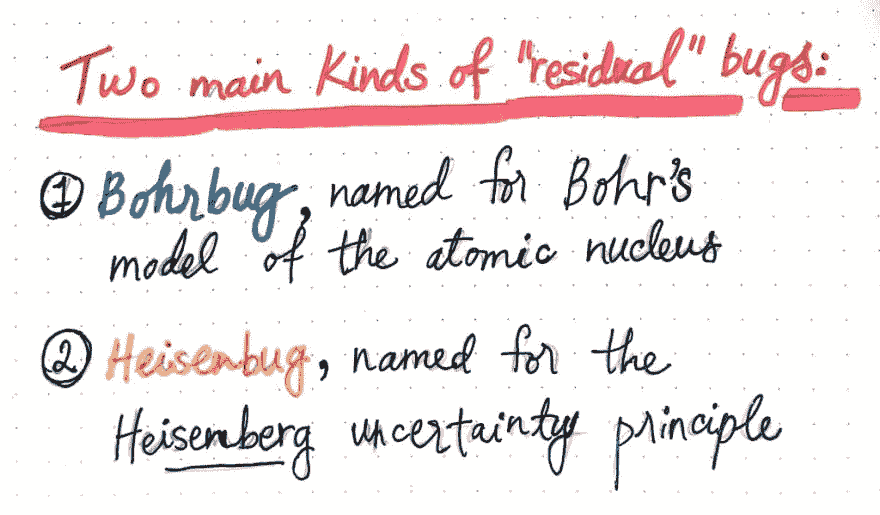 Two main Kinds of "residual" bugs:
① Bohrbug, named for Bohr's
model of the atomic nucleus
② Heisenbug, named for the
Heisenberg uncertainty principle